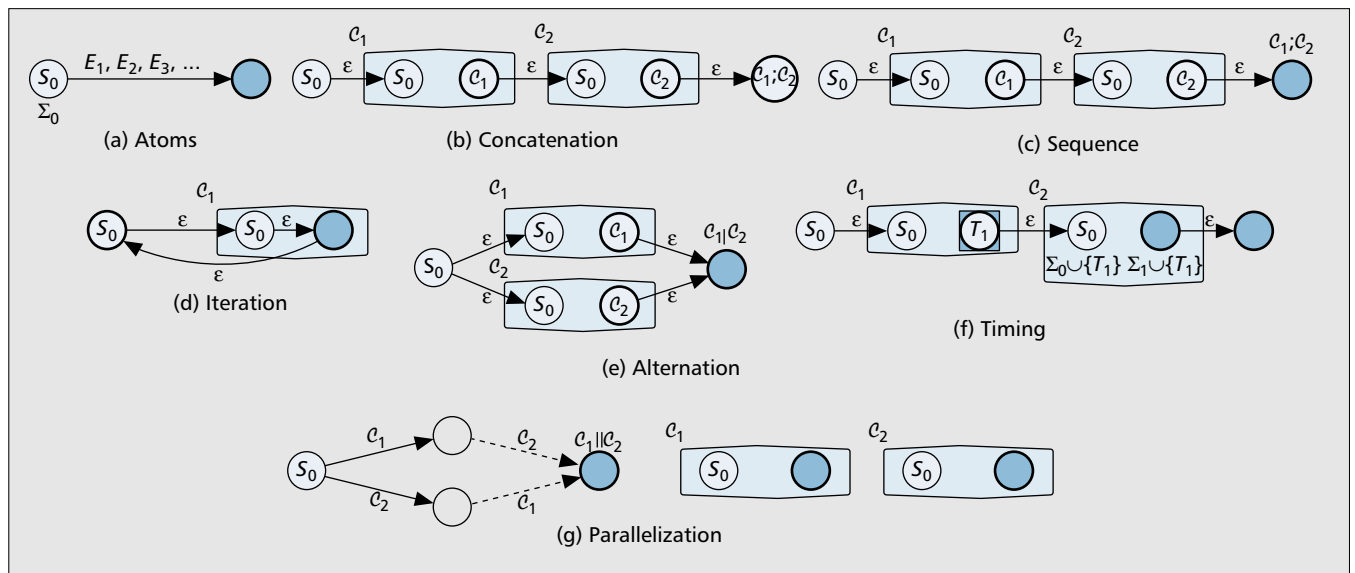 S₀ E₁, E₂, E₃, ...
Σ₀
(a) Atoms
𝒞₁ 𝒞₂
S₀ ε S₀ 𝒞₁ ε S₀ 𝒞₂ ε 𝒞₁;𝒞₂
(b) Concatenation
𝒞₁ 𝒞₂ 𝒞₁;𝒞₂
S₀ ε S₀ 𝒞₁ ε S₀ 𝒞₂ ε
(c) Sequence
𝒞₁
S₀ ε S₀ ε
ε
(d) Iteration
𝒞₁
S₀ ε S₀ 𝒞₁ ε 𝒞₁|𝒞₂
𝒞₂
ε S₀ 𝒞₂ ε
(e) Alternation
𝒞₁ 𝒞₂
S₀ ε S₀ T₁ ε S₀ ε
Σ₀∪{T₁} Σ₁∪{T₁}
(f) Timing
S₀ 𝒞₁ 𝒞₂ 𝒞₁||𝒞₂
𝒞₂ 𝒞₁
𝒞₁ S₀
𝒞₂ S₀
(g) Parallelization